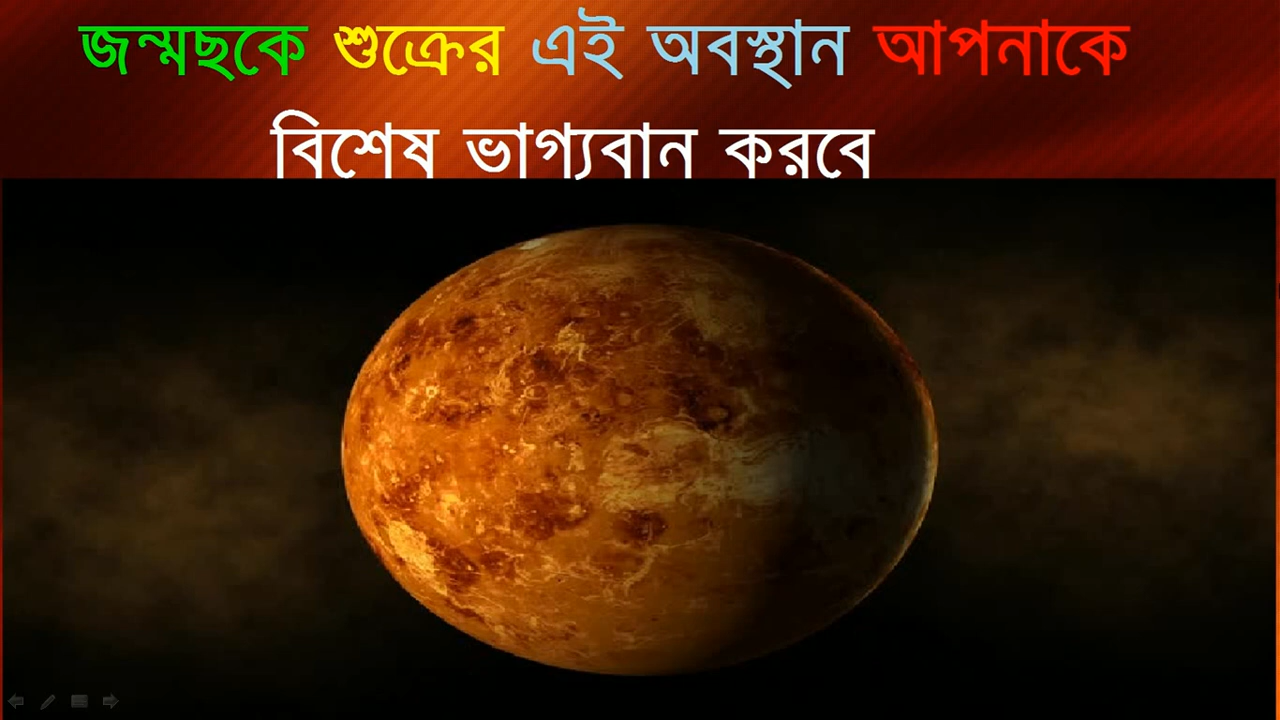 জন্মছকে শুক্রের এই অবস্থান আপনাকে
বিশেষ ভাগ্যবান করবে